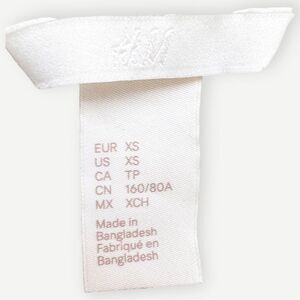 H&M
EUR XS
US XS
CA TP
CN 160/80A
MX XCH
Made in
Bangladesh
Fabriqué en
Bangladesh